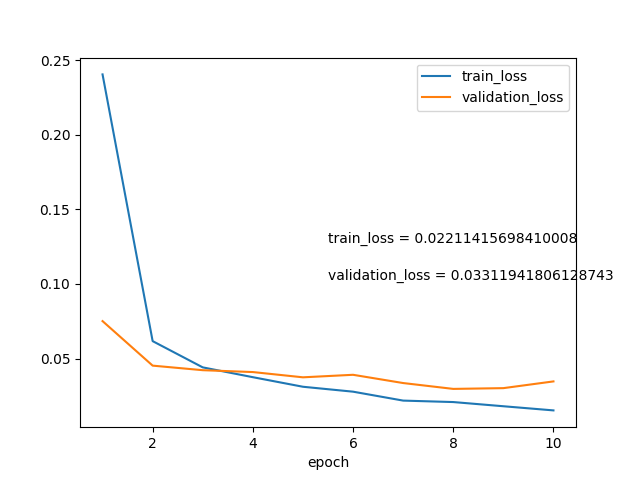 0.25
train_loss
validation_loss
0.20
0.15
train_loss = 0.02211415698410008
0.10
validation_loss = 0.03311941806128743
0.05
2 4 6 8 10
epoch